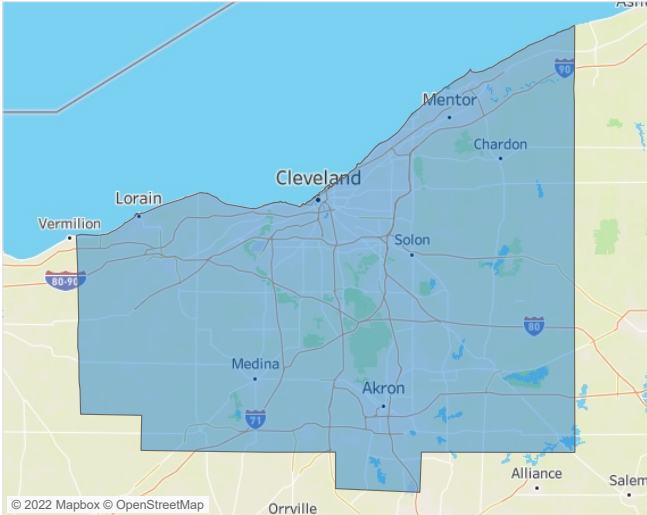 Mentor
90
Chardon
Cleveland
Lorain
Vermilion
Solon
80-90
80
Medina
Akron
71
Alliance
Salem
Orrville
© 2022 Mapbox © OpenStreetMap